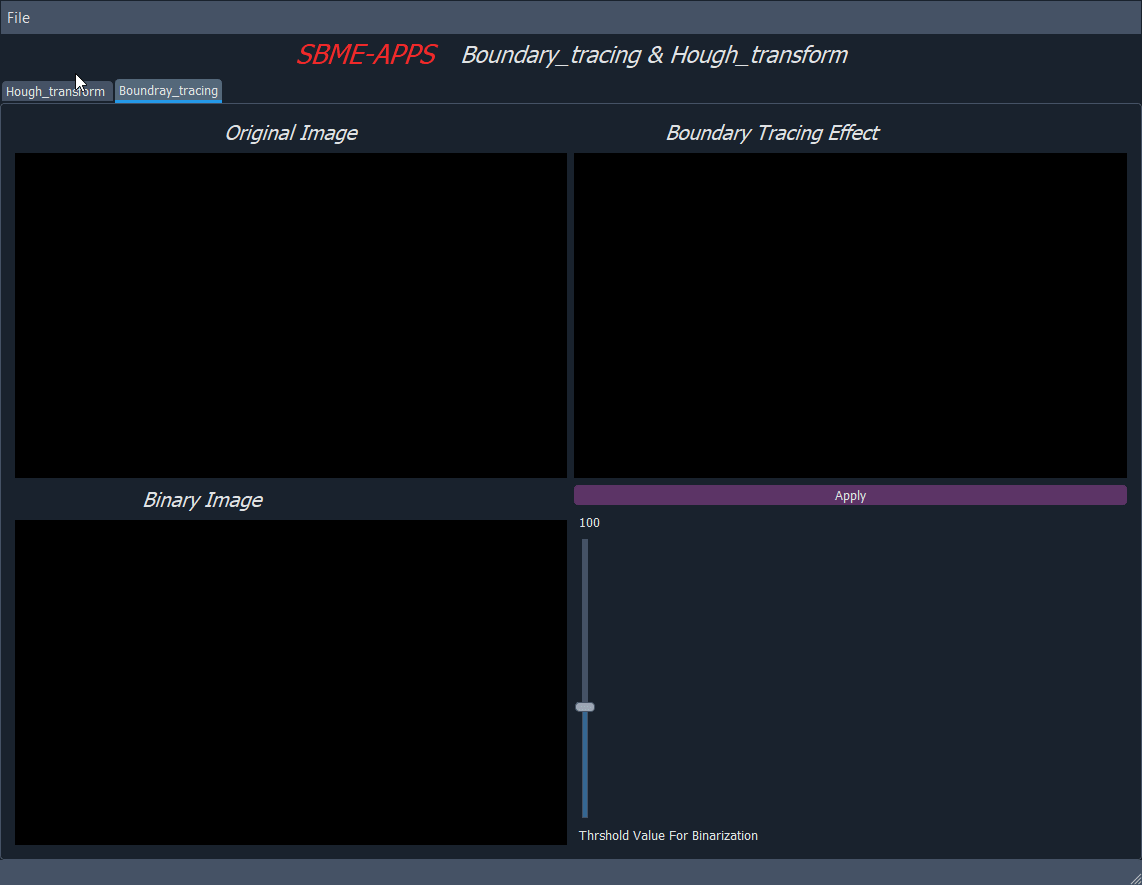 File
SBME-APPS Boundary_tracing & Hough_transform
Hough_transform Boundray_tracing
Original Image Boundary Tracing Effect
Binary Image
Apply
100
Thrshold Value For Binarization